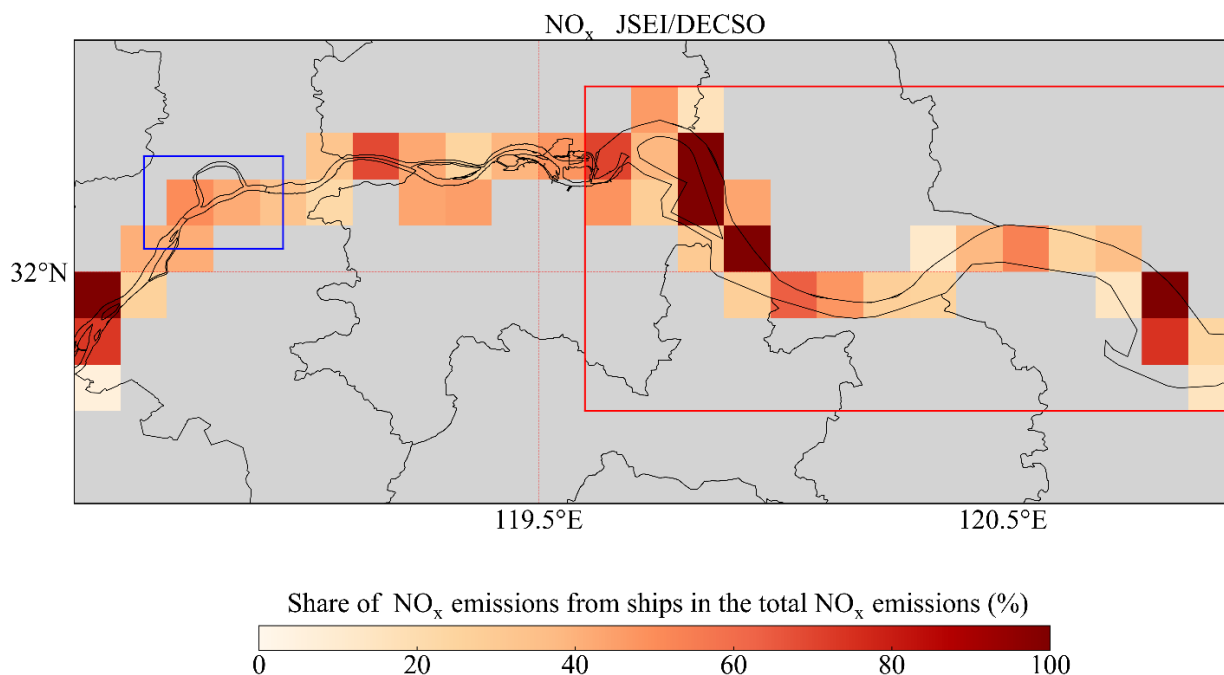 NOₓ JSEI/DECSO
32°N
119.5°E 120.5°E
Share of NOₓ emissions from ships in the total NOₓ emissions (%)
0 20 40 60 80 100